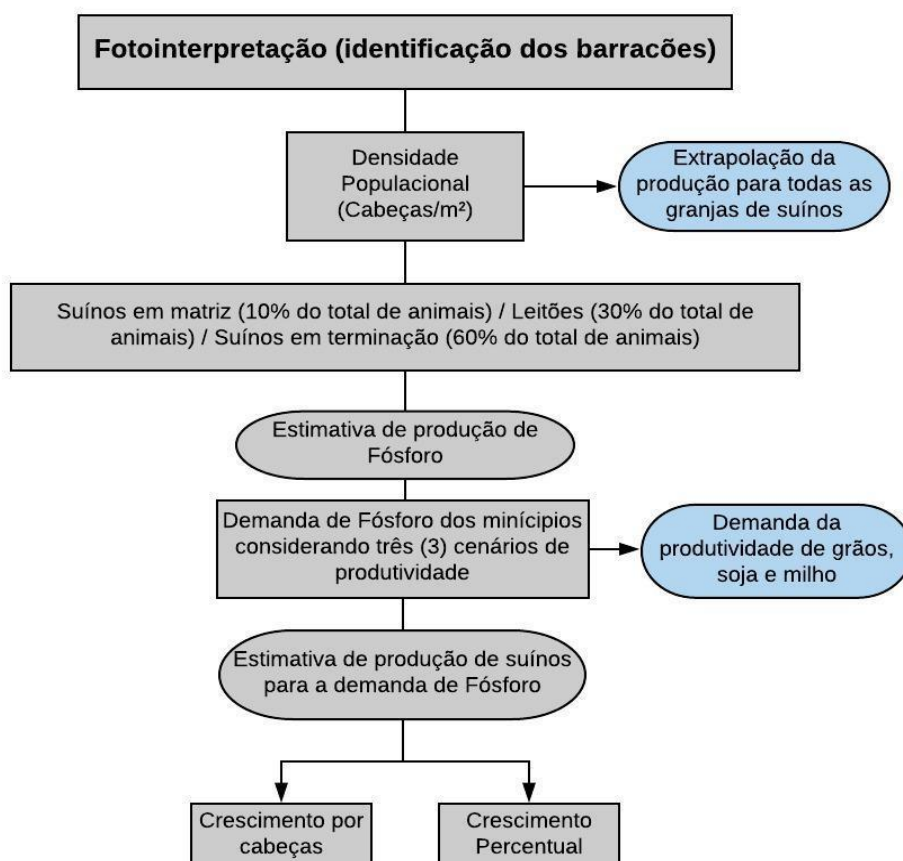 Fotointerpretação (identificação dos barracões)
Densidade
Populacional
(Cabeças/m²)
Extrapolação da
produção para todas as
granjas de suínos
Suínos em matriz (10% do total de animais) / Leitões (30% do total de
animais) / Suínos em terminação (60% do total de animais)
Estimativa de produção de
Fósforo
Demanda de Fósforo dos minícipios
considerando três (3) cenários de
produtividade
Demanda da
produtividade de grãos,
soja e milho
Estimativa de produção de suínos
para a demanda de Fósforo
Crescimento por
cabeças
Crescimento
Percentual